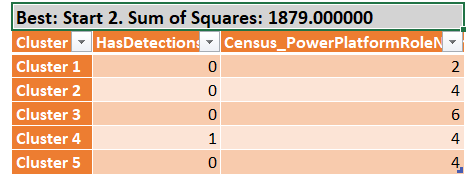 Best: Start 2. Sum of Squares: 1879.000000
Cluster HasDetections Census_PowerPlatformRoleN
Cluster 1 0 2
Cluster 2 0 4
Cluster 3 0 6
Cluster 4 1 4
Cluster 5 0 4